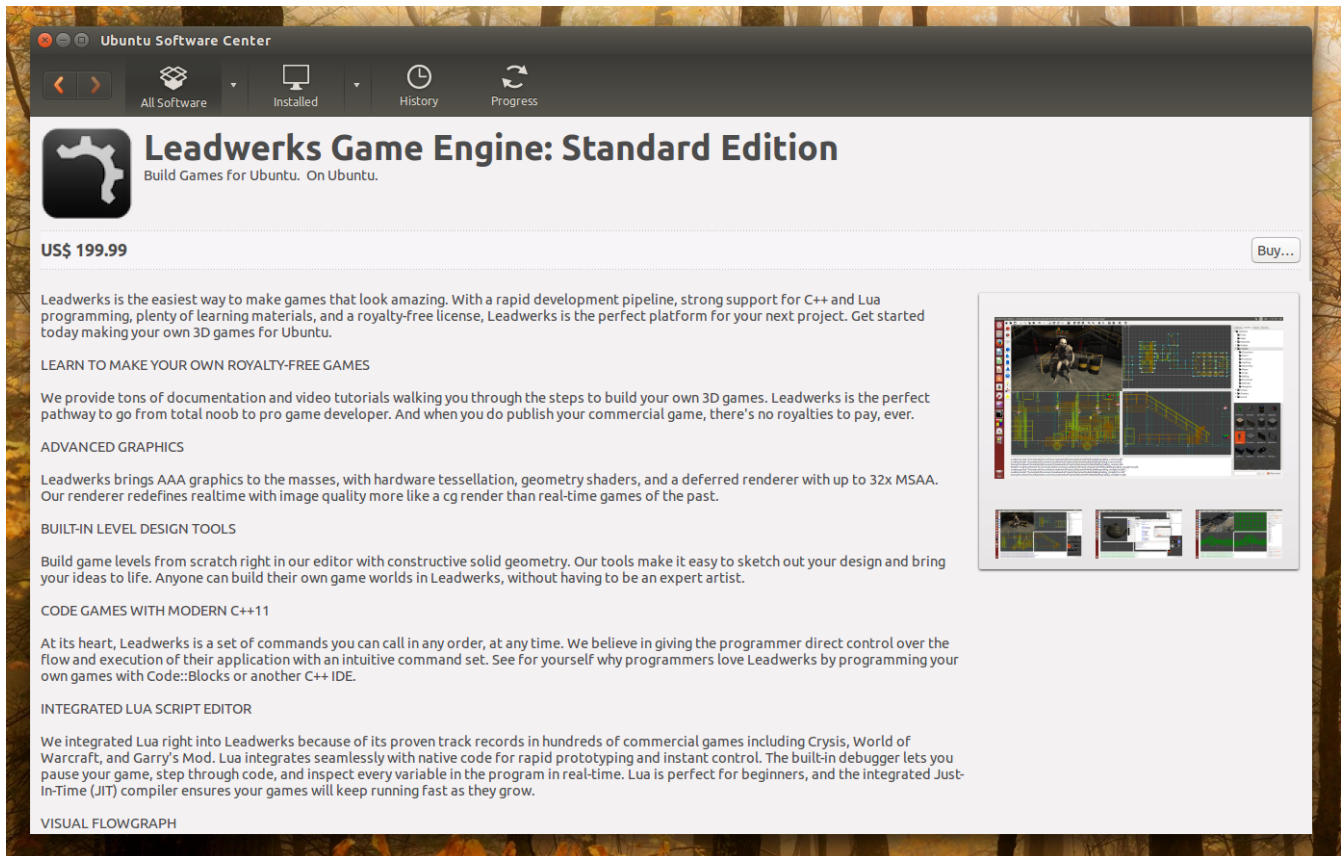 Ubuntu Software Center
All Software
Installed
History
Progress
Leadwerks Game Engine: Standard Edition
Build Games for Ubuntu. On Ubuntu.
US$ 199.99
Buy...
Leadwerks is the easiest way to make games that look amazing. With a rapid development pipeline, strong support for C++ and Lua
programming, plenty of learning materials, and a royalty-free license, Leadwerks is the perfect platform for your next project. Get started
today making your own 3D games for Ubuntu.
LEARN TO MAKE YOUR OWN ROYALTY-FREE GAMES
We provide tons of documentation and video tutorials walking you through the steps to build your own 3D games. Leadwerks is the perfect
pathway to go from total noob to pro game developer. And when you do publish your commercial game, there's no royalties to pay, ever.
ADVANCED GRAPHICS
Leadwerks brings AAA graphics to the masses, with hardware tessellation, geometry shaders, and a deferred renderer with up to 32x MSAA.
Our renderer redefines realtime with image quality more like a cg render than real-time games of the past.
BUILT-IN LEVEL DESIGN TOOLS
Build game levels from scratch right in our editor with constructive solid geometry. Our tools make it easy to sketch out your design and bring
your ideas to life. Anyone can build their own game worlds in Leadwerks, without having to be an expert artist.
CODE GAMES WITH MODERN C++11
At its heart, Leadwerks is a set of commands you can call in any order, at any time. We believe in giving the programmer direct control over the
flow and execution of their application with an intuitive command set. See for yourself why programmers love Leadwerks by programming your
own games with Code::Blocks or another C++ IDE.
INTEGRATED LUA SCRIPT EDITOR
We integrated Lua right into Leadwerks because of its proven track records in hundreds of commercial games including Crysis, World of
Warcraft, and Garry's Mod. Lua integrates seamlessly with native code for rapid prototyping and instant control. The built-in debugger lets you
pause your game, step through code, and inspect every variable in the program in real-time. Lua is perfect for beginners, and the integrated Just-
In-Time (JIT) compiler ensures your games will keep running fast as they grow.
VISUAL FLOWGRAPH